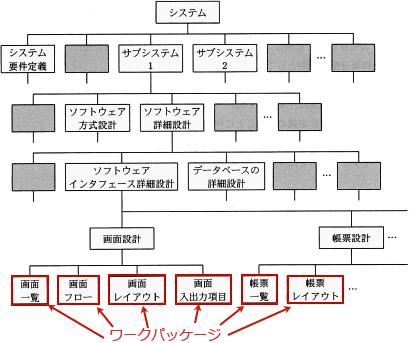 システム
システム
要件定義
サブシステム
1
サブシステム
2
…
ソフトウェア
方式設計
ソフトウェア
詳細設計
…
ソフトウェア
インタフェース詳細設計
データベースの
詳細設計
…
画面設計
帳票設計
…
画面
一覧
画面
フロー
画面
レイアウト
画面
入出力項目
帳票
一覧
帳票
レイアウト
…
ワークパッケージ